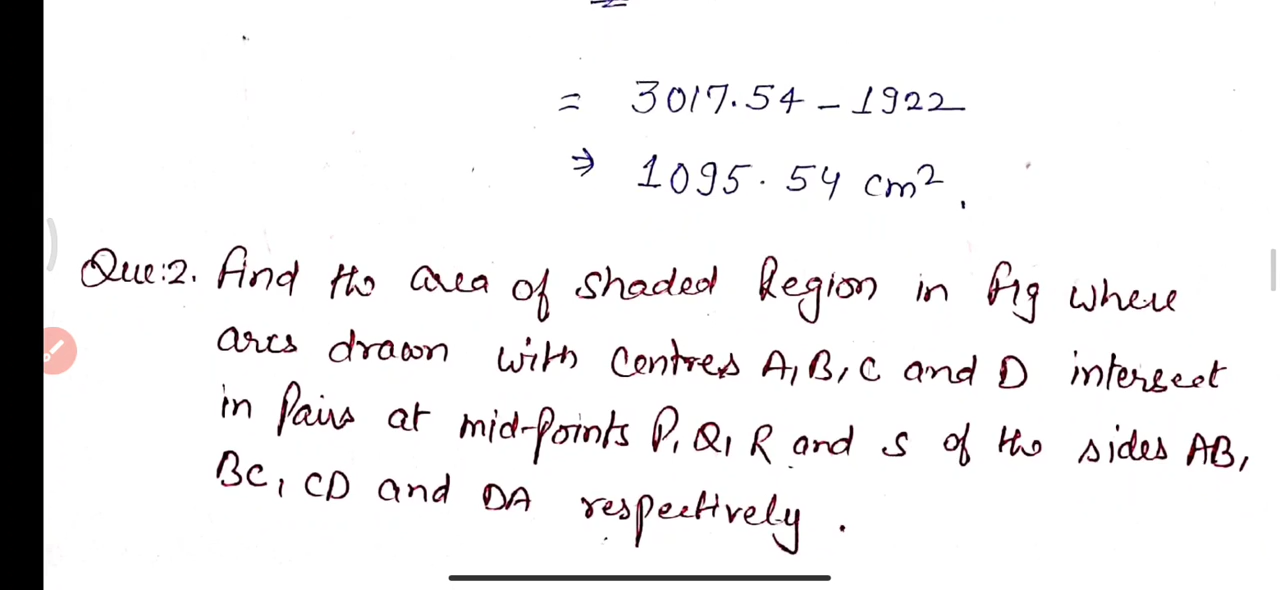 = 3017.54 - 1922
⇒ 1095.54 cm².
Que:2. find the area of shaded Region in fig where
arcs drawn with Centres A, B, C and D intersect
in Pairs at mid-points P, Q, R and S of the sides AB,
BC, CD and DA respectively.